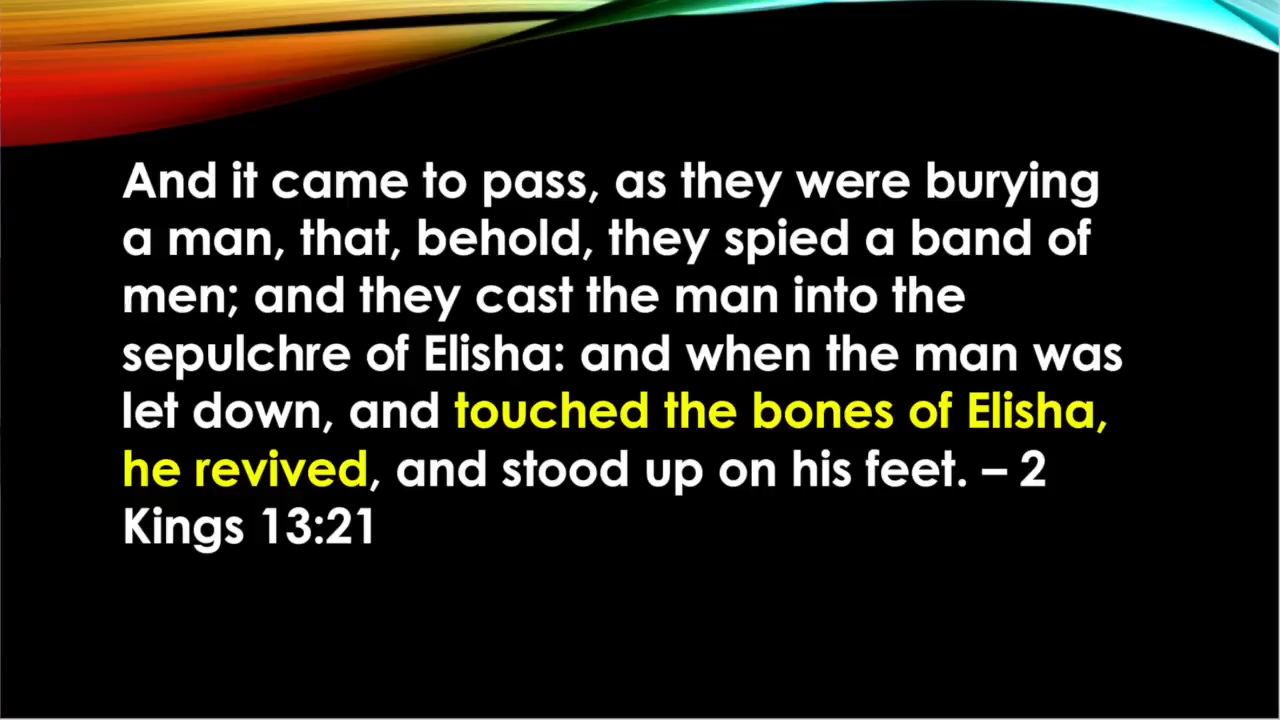 And it came to pass, as they were burying
a man, that, behold, they spied a band of
men; and they cast the man into the
sepulchre of Elisha: and when the man was
let down, and touched the bones of Elisha,
he revived, and stood up on his feet. – 2
Kings 13:21